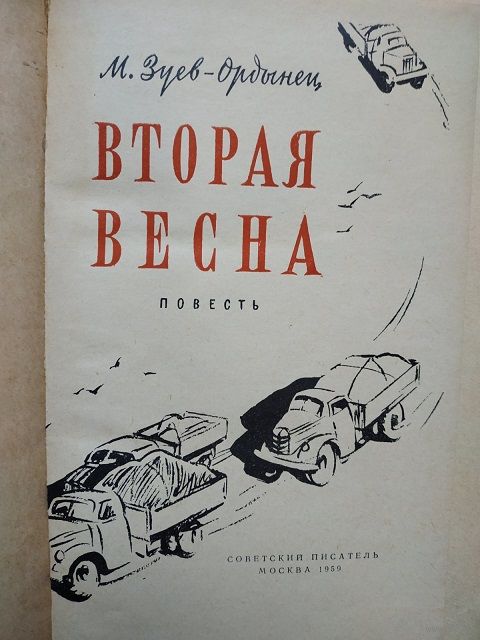 М. Зуев-Ордынец
ВТОРАЯ
ВЕСНА
ПОВЕСТЬ
СОВЕТСКИЙ ПИСАТЕЛЬ
МОСКВА 1959